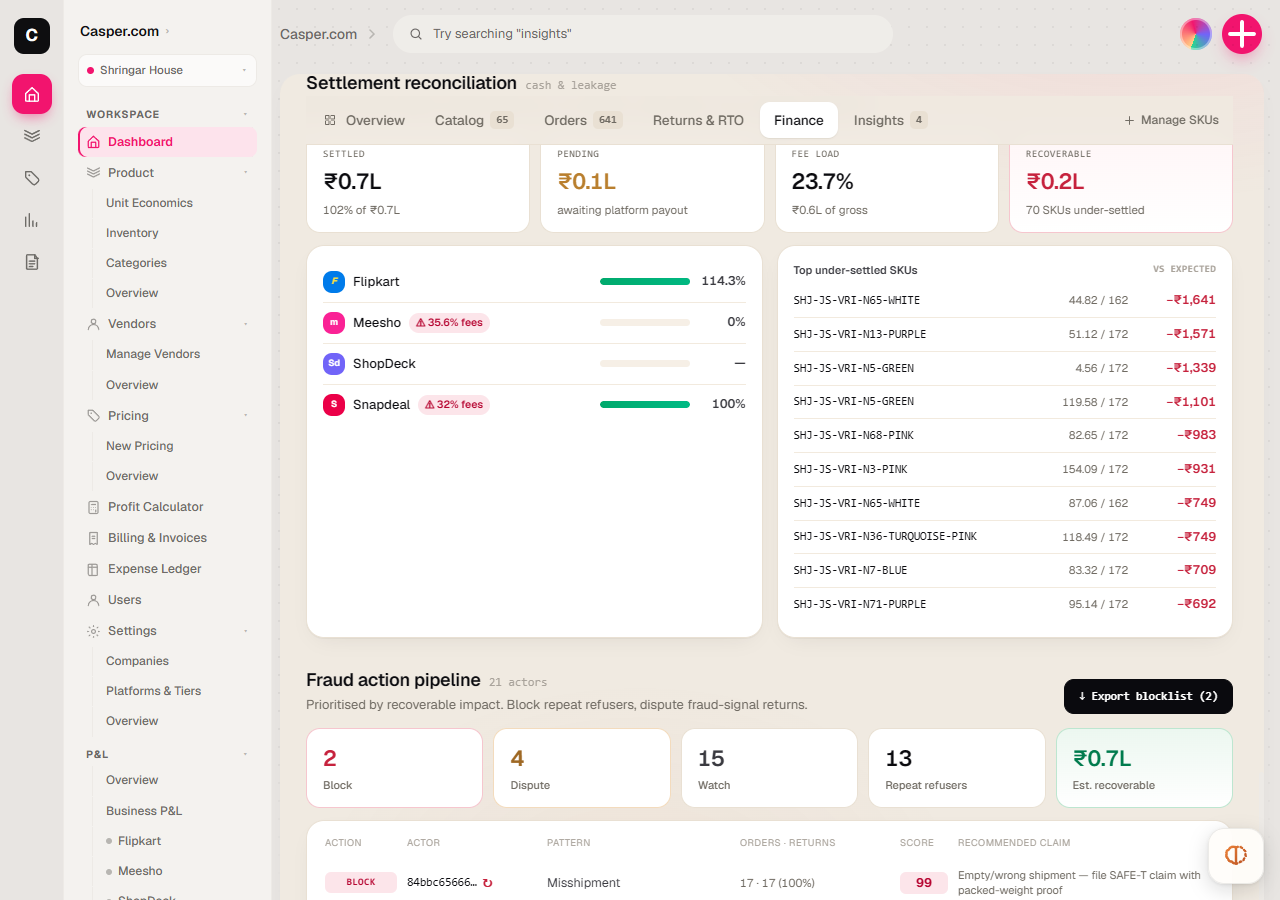 C
Casper.com ›
Shringar House
WORKSPACE
Dashboard
Product
Unit Economics
Inventory
Categories
Overview
Vendors
Manage Vendors
Overview
Pricing
New Pricing
Overview
Profit Calculator
Billing & Invoices
Expense Ledger
Users
Settings
Companies
Platforms & Tiers
Overview
P&L
Overview
Business P&L
Flipkart
Meesho
ShopDeck
Casper.com
Try searching "insights"
Settlement reconciliation cash & leakage
Overview Catalog 65 Orders 641 Returns & RTO Finance Insights 4 + Manage SKUs
SETTLED PENDING FEE LOAD RECOVERABLE
₹0.7L ₹0.1L 23.7% ₹0.2L
102% of ₹0.7L awaiting platform payout ₹0.6L of gross 70 SKUs under-settled
F Flipkart 114.3%
m Meesho ⚠ 35.6% fees 0%
Sd ShopDeck —
S Snapdeal ⚠ 32% fees 100%
Top under-settled SKUs VS EXPECTED
SHJ-JS-VRI-N65-WHITE 44.82 / 162 −₹1,641
SHJ-JS-VRI-N13-PURPLE 51.12 / 172 −₹1,571
SHJ-JS-VRI-N5-GREEN 4.56 / 172 −₹1,339
SHJ-JS-VRI-N5-GREEN 119.58 / 172 −₹1,101
SHJ-JS-VRI-N68-PINK 82.65 / 172 −₹983
SHJ-JS-VRI-N3-PINK 154.09 / 172 −₹931
SHJ-JS-VRI-N65-WHITE 87.06 / 162 −₹749
SHJ-JS-VRI-N36-TURQUOISE-PINK 118.49 / 172 −₹749
SHJ-JS-VRI-N7-BLUE 83.32 / 172 −₹709
SHJ-JS-VRI-N71-PURPLE 95.14 / 172 −₹692
Fraud action pipeline 21 actors
Prioritised by recoverable impact. Block repeat refusers, dispute fraud-signal returns.
↓ Export blocklist (2)
2 4 15 13 ₹0.7L
Block Dispute Watch Repeat refusers Est. recoverable
ACTION ACTOR PATTERN ORDERS · RETURNS SCORE RECOMMENDED CLAIM
BLOCK 84bbc65666… ↻ Misshipment 17 · 17 (100%) 99 Empty/wrong shipment — file SAFE-T claim with
packed-weight proof